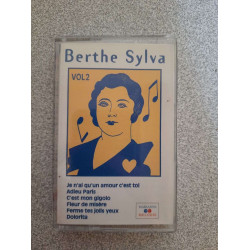 Berthe Sylva
VOL2
Je n'ai qu'un amour c'est toi
Adieu Paris
C'est mon gigolo
Fleur de misère
Ferme tes jolis yeux
Dolorita